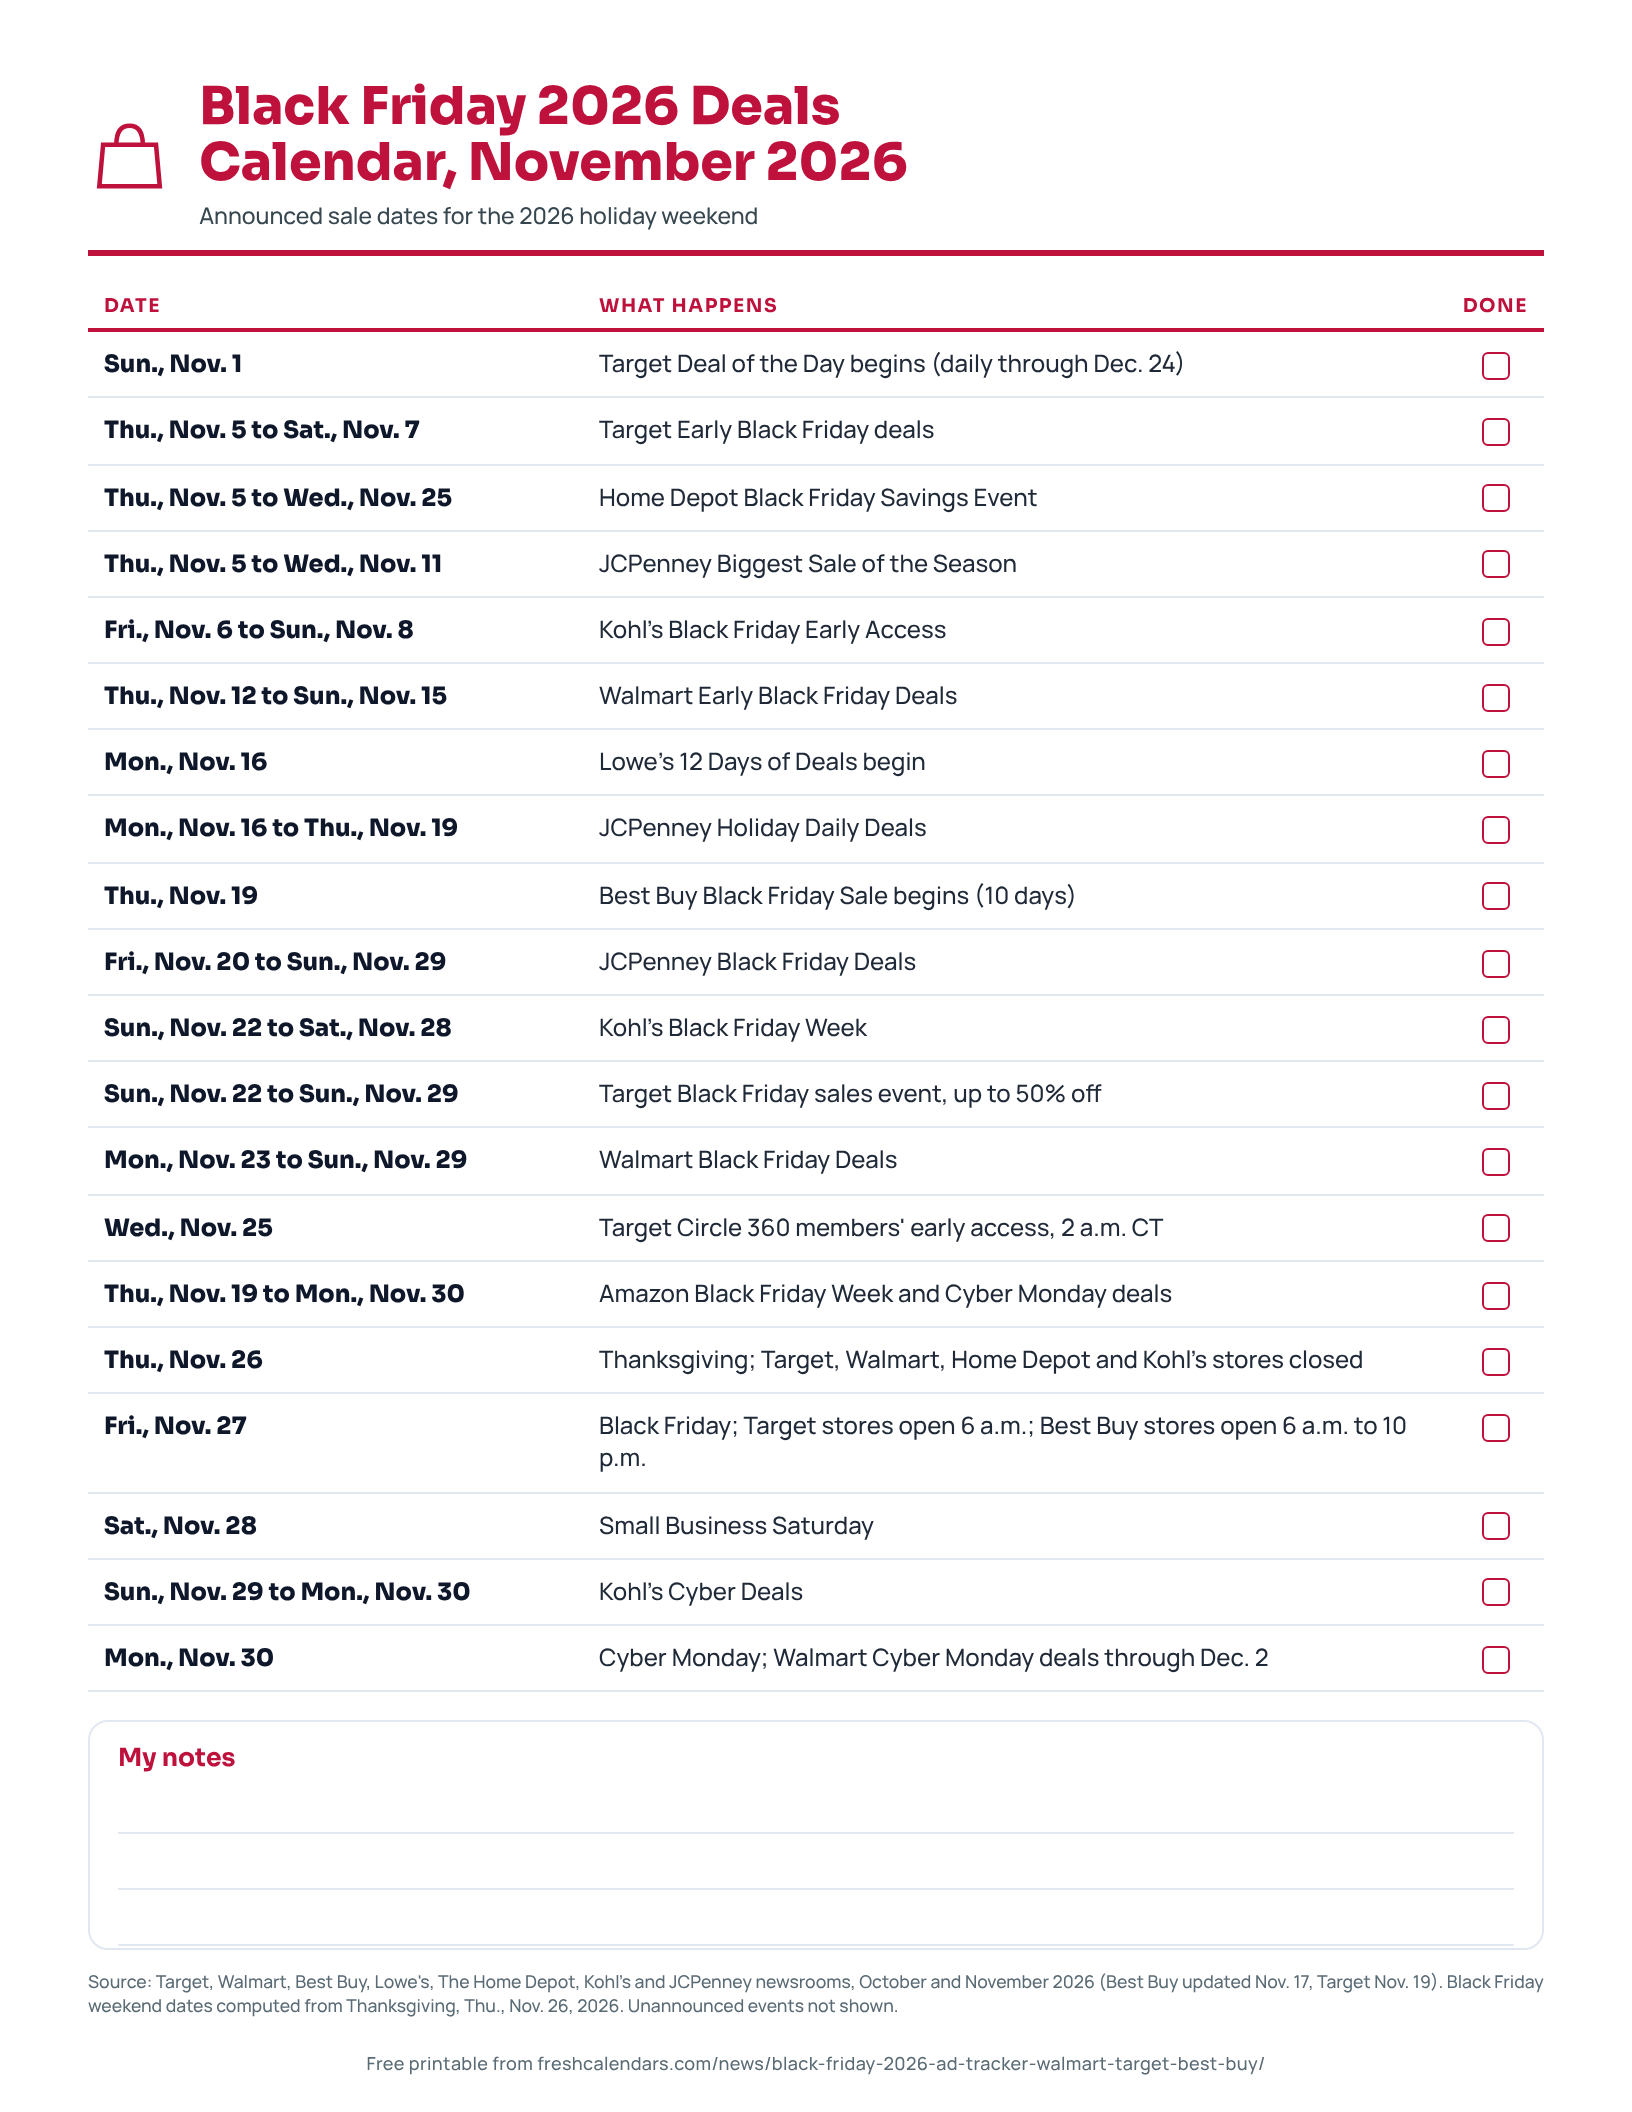 Black Friday 2026 Deals
Calendar, November 2026
Announced sale dates for the 2026 holiday weekend
DATE WHAT HAPPENS DONE
Sun., Nov. 1 Target Deal of the Day begins (daily through Dec. 24)
Thu., Nov. 5 to Sat., Nov. 7 Target Early Black Friday deals
Thu., Nov. 5 to Wed., Nov. 25 Home Depot Black Friday Savings Event
Thu., Nov. 5 to Wed., Nov. 11 JCPenney Biggest Sale of the Season
Fri., Nov. 6 to Sun., Nov. 8 Kohl's Black Friday Early Access
Thu., Nov. 12 to Sun., Nov. 15 Walmart Early Black Friday Deals
Mon., Nov. 16 Lowe's 12 Days of Deals begin
Mon., Nov. 16 to Thu., Nov. 19 JCPenney Holiday Daily Deals
Thu., Nov. 19 Best Buy Black Friday Sale begins (10 days)
Fri., Nov. 20 to Sun., Nov. 29 JCPenney Black Friday Deals
Sun., Nov. 22 to Sat., Nov. 28 Kohl's Black Friday Week
Sun., Nov. 22 to Sun., Nov. 29 Target Black Friday sales event, up to 50% off
Mon., Nov. 23 to Sun., Nov. 29 Walmart Black Friday Deals
Wed., Nov. 25 Target Circle 360 members' early access, 2 a.m. CT
Thu., Nov. 19 to Mon., Nov. 30 Amazon Black Friday Week and Cyber Monday deals
Thu., Nov. 26 Thanksgiving; Target, Walmart, Home Depot and Kohl's stores closed
Fri., Nov. 27 Black Friday; Target stores open 6 a.m.; Best Buy stores open 6 a.m. to 10
p.m.
Sat., Nov. 28 Small Business Saturday
Sun., Nov. 29 to Mon., Nov. 30 Kohl's Cyber Deals
Mon., Nov. 30 Cyber Monday; Walmart Cyber Monday deals through Dec. 2
My notes
Source: Target, Walmart, Best Buy, Lowe's, The Home Depot, Kohl's and JCPenney newsrooms, October and November 2026 (Best Buy updated Nov. 17, Target Nov. 19). Black Friday
weekend dates computed from Thanksgiving, Thu., Nov. 26, 2026. Unannounced events not shown.
Free printable from freshcalendars.com/news/black-friday-2026-ad-tracker-walmart-target-best-buy/